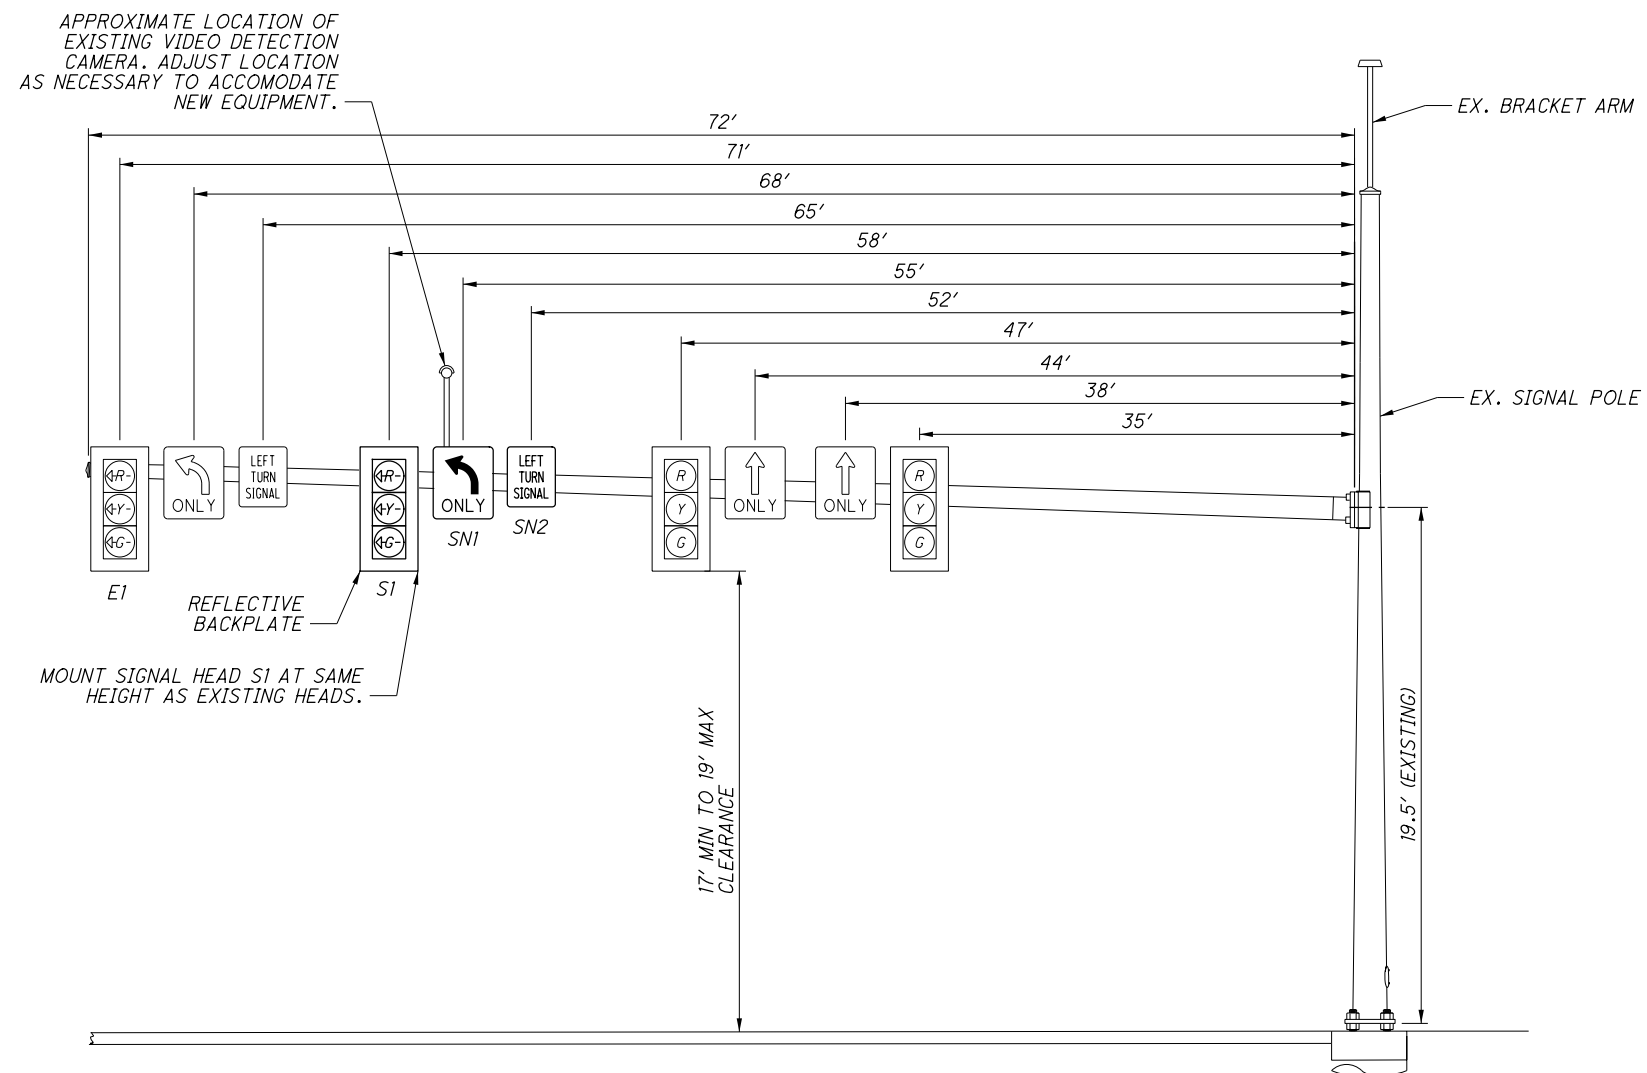 APPROXIMATE LOCATION OF
EXISTING VIDEO DETECTION
CAMERA. ADJUST LOCATION
AS NECESSARY TO ACCOMODATE
NEW EQUIPMENT.
EX. BRACKET ARM
72'
71'
68'
65'
58'
55'
52'
47'
44'
38'
35'
EX. SIGNAL POLE
R
Y
G
E1
ONLY
LEFT
TURN
SIGNAL
R
Y
G
S1
ONLY
SN1
LEFT
TURN
SIGNAL
SN2
R
Y
G
ONLY
ONLY
R
Y
G
REFLECTIVE
BACKPLATE
MOUNT SIGNAL HEAD S1 AT SAME
HEIGHT AS EXISTING HEADS.
17' MIN TO 19' MAX
CLEARANCE
19.5' (EXISTING)